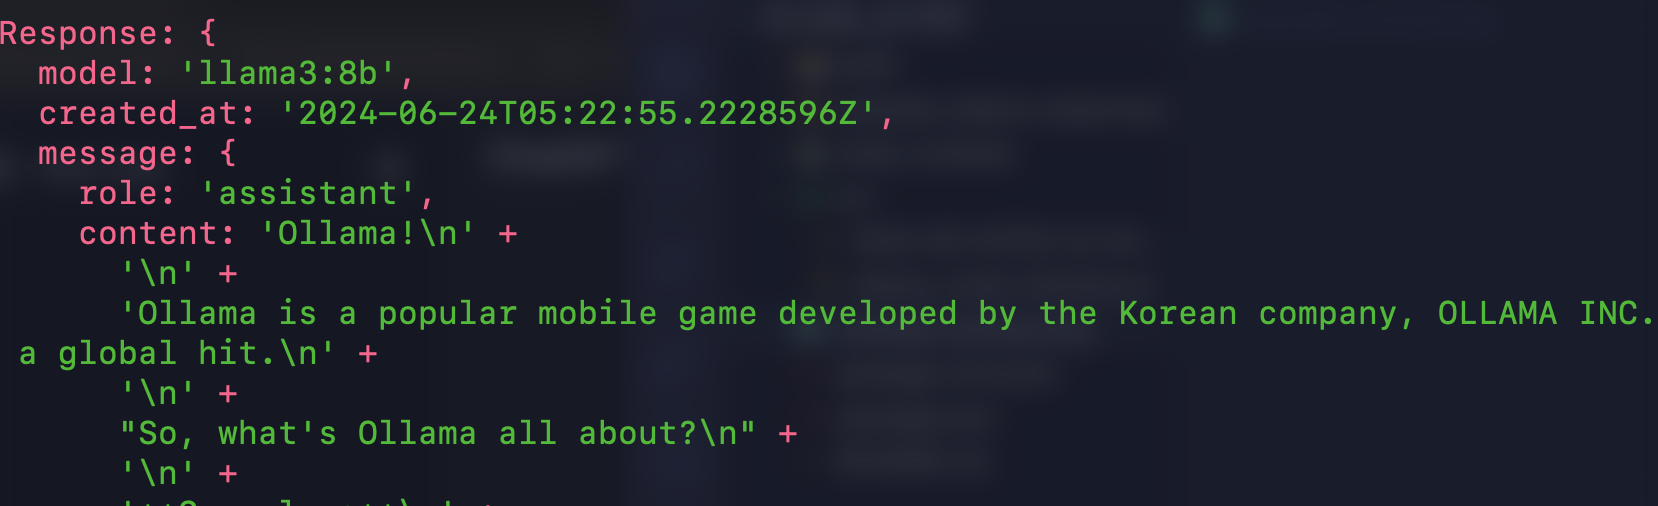 Response: {
model: 'llama3:8b',
created_at: '2024-06-24T05:22:55.2228596Z',
message: {
role: 'assistant',
content: 'Ollama!\n' +
'\n' +
'Ollama is a popular mobile game developed by the Korean company, OLLAMA INC.
a global hit.\n' +
'\n' +
"So, what's Ollama all about?\n" +
'\n' +